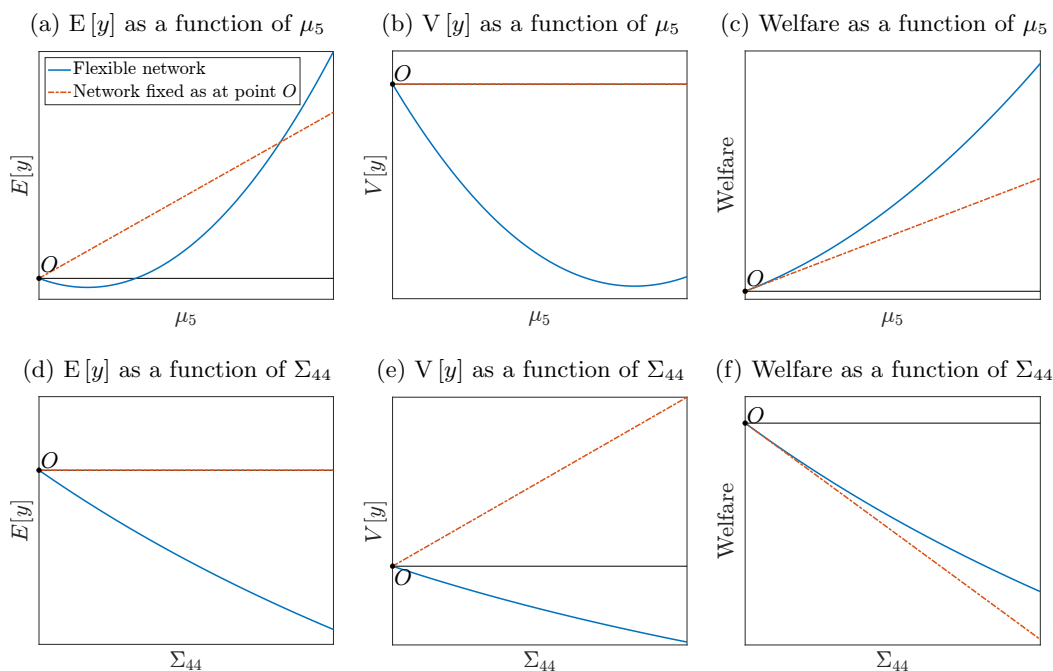 (a) E [y] as a function of μ5
(b) V [y] as a function of μ5
(c) Welfare as a function of μ5
Flexible network
Network fixed as at point O
O
E[y]
μ5
O
V[y]
μ5
O
Welfare
μ5
(d) E [y] as a function of Σ44
(e) V [y] as a function of Σ44
(f) Welfare as a function of Σ44
O
E[y]
Σ44
O
V[y]
Σ44
O
Welfare
Σ44